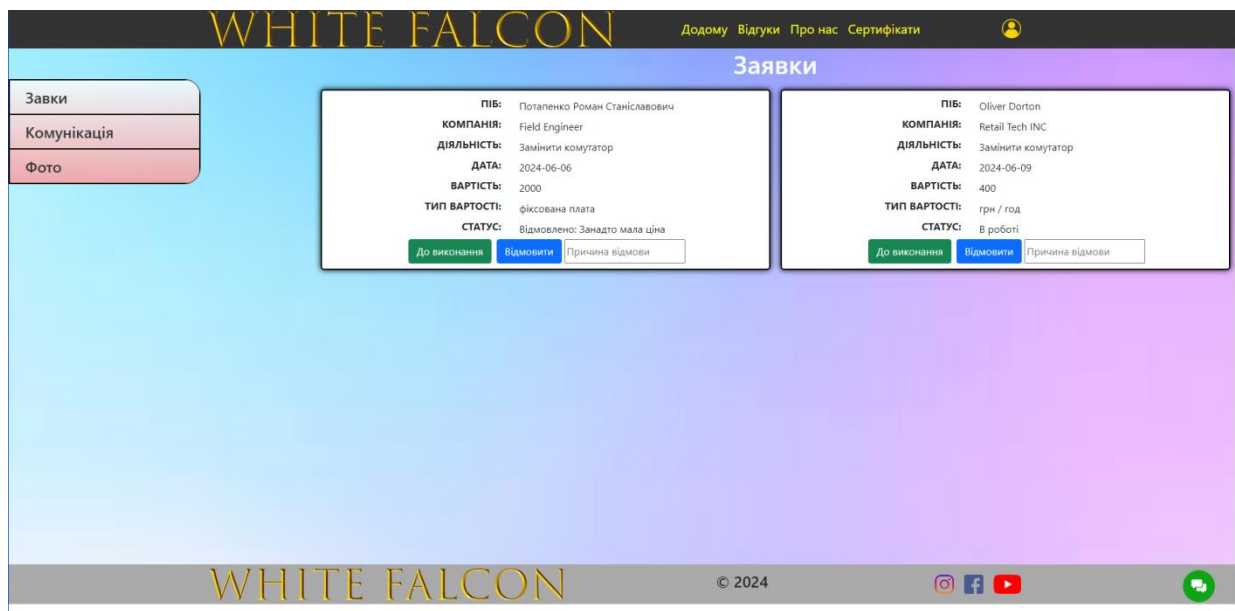 WHITE FALCON
Додому Відгуки Про нас Сертифікати
Заявки
Завки
Комунікація
Фото
ПІБ: Потапенко Роман Станіславович
КОМПАНІЯ: Field Engineer
ДІЯЛЬНІСТЬ: Замінити комутатор
ДАТА: 2024-06-06
ВАРТІСТЬ: 2000
ТИП ВАРТОСТІ: фіксована плата
СТАТУС: Відмовлено: Занадто мала ціна
До виконання Відмовити Причина відмови
ПІБ: Oliver Dorton
КОМПАНІЯ: Retail Tech INC
ДІЯЛЬНІСТЬ: Замінити комутатор
ДАТА: 2024-06-09
ВАРТІСТЬ: 400
ТИП ВАРТОСТІ: грн / год
СТАТУС: В роботі
До виконання Відмовити Причина відмови
WHITE FALCON
© 2024